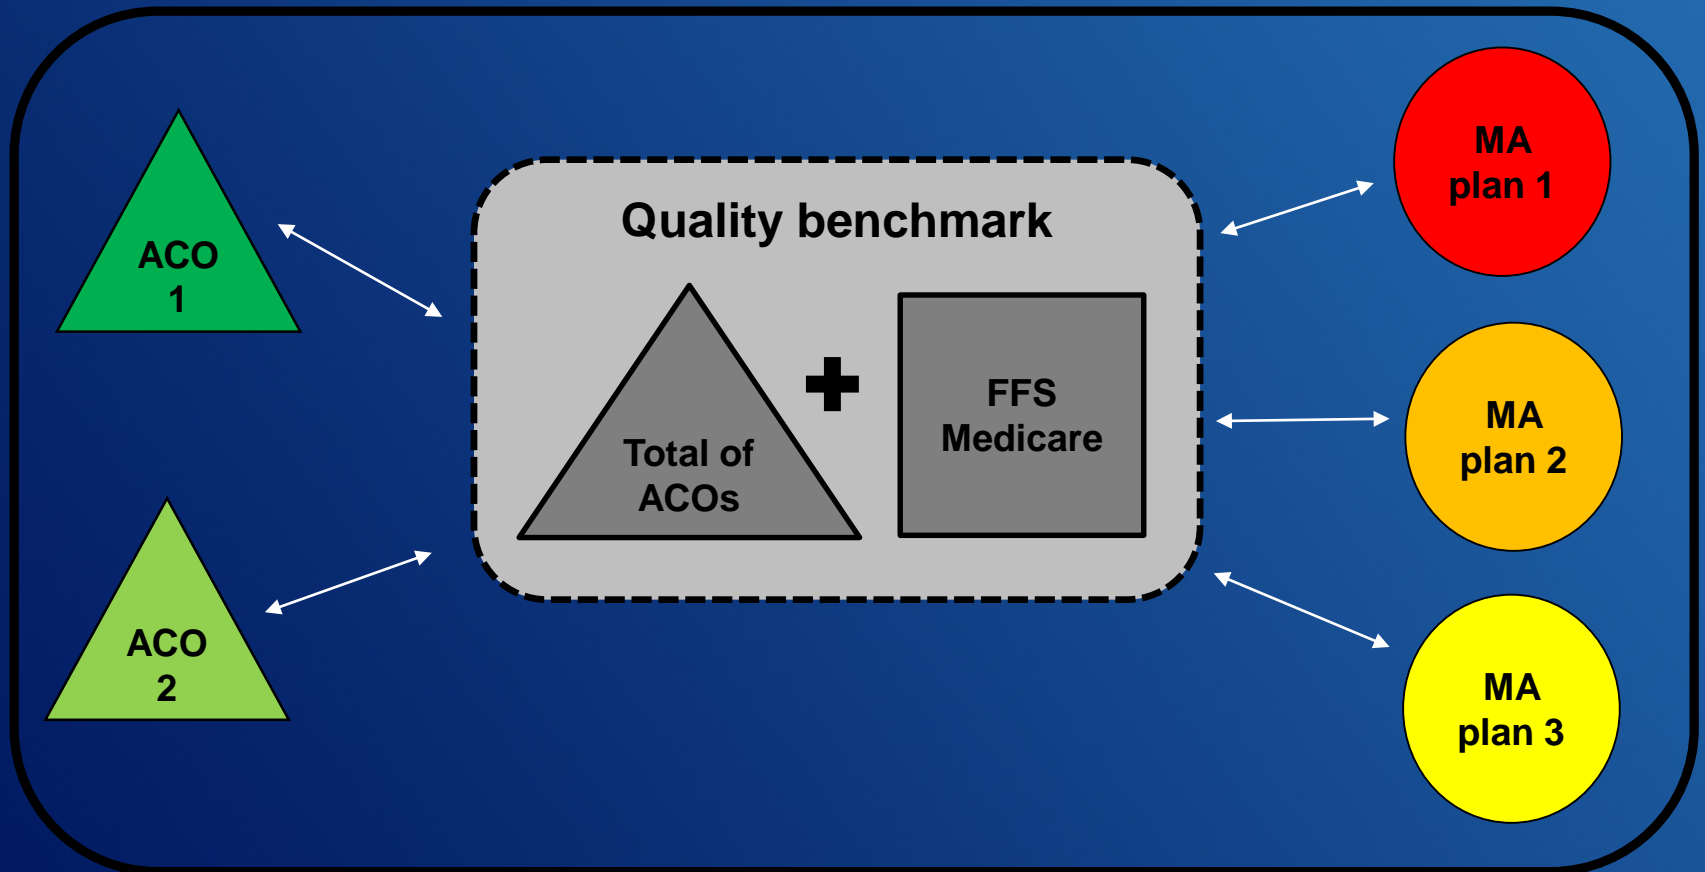 ACO
1
ACO
2
Quality benchmark
Total of
ACOs
FFS
Medicare
MA
plan 1
MA
plan 2
MA
plan 3